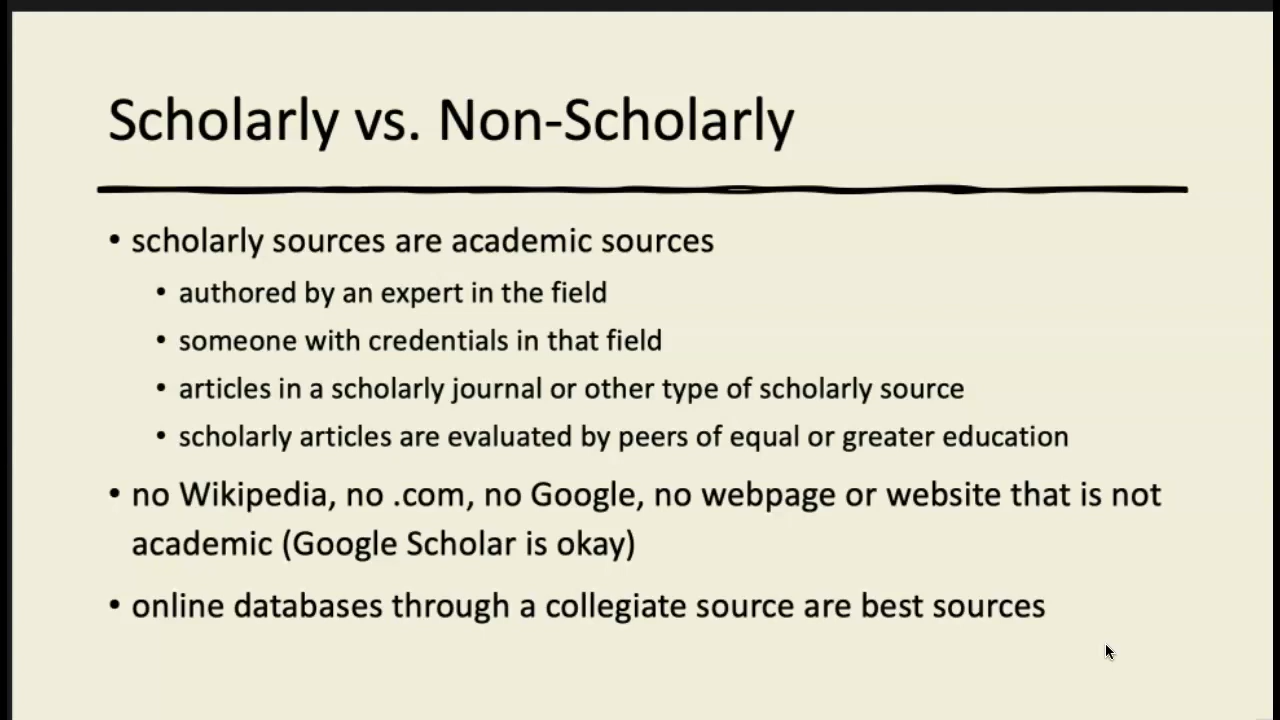 Scholarly vs. Non-Scholarly
• scholarly sources are academic sources
• authored by an expert in the field
• someone with credentials in that field
• articles in a scholarly journal or other type of scholarly source
• scholarly articles are evaluated by peers of equal or greater education
• no Wikipedia, no .com, no Google, no webpage or website that is not
academic (Google Scholar is okay)
• online databases through a collegiate source are best sources